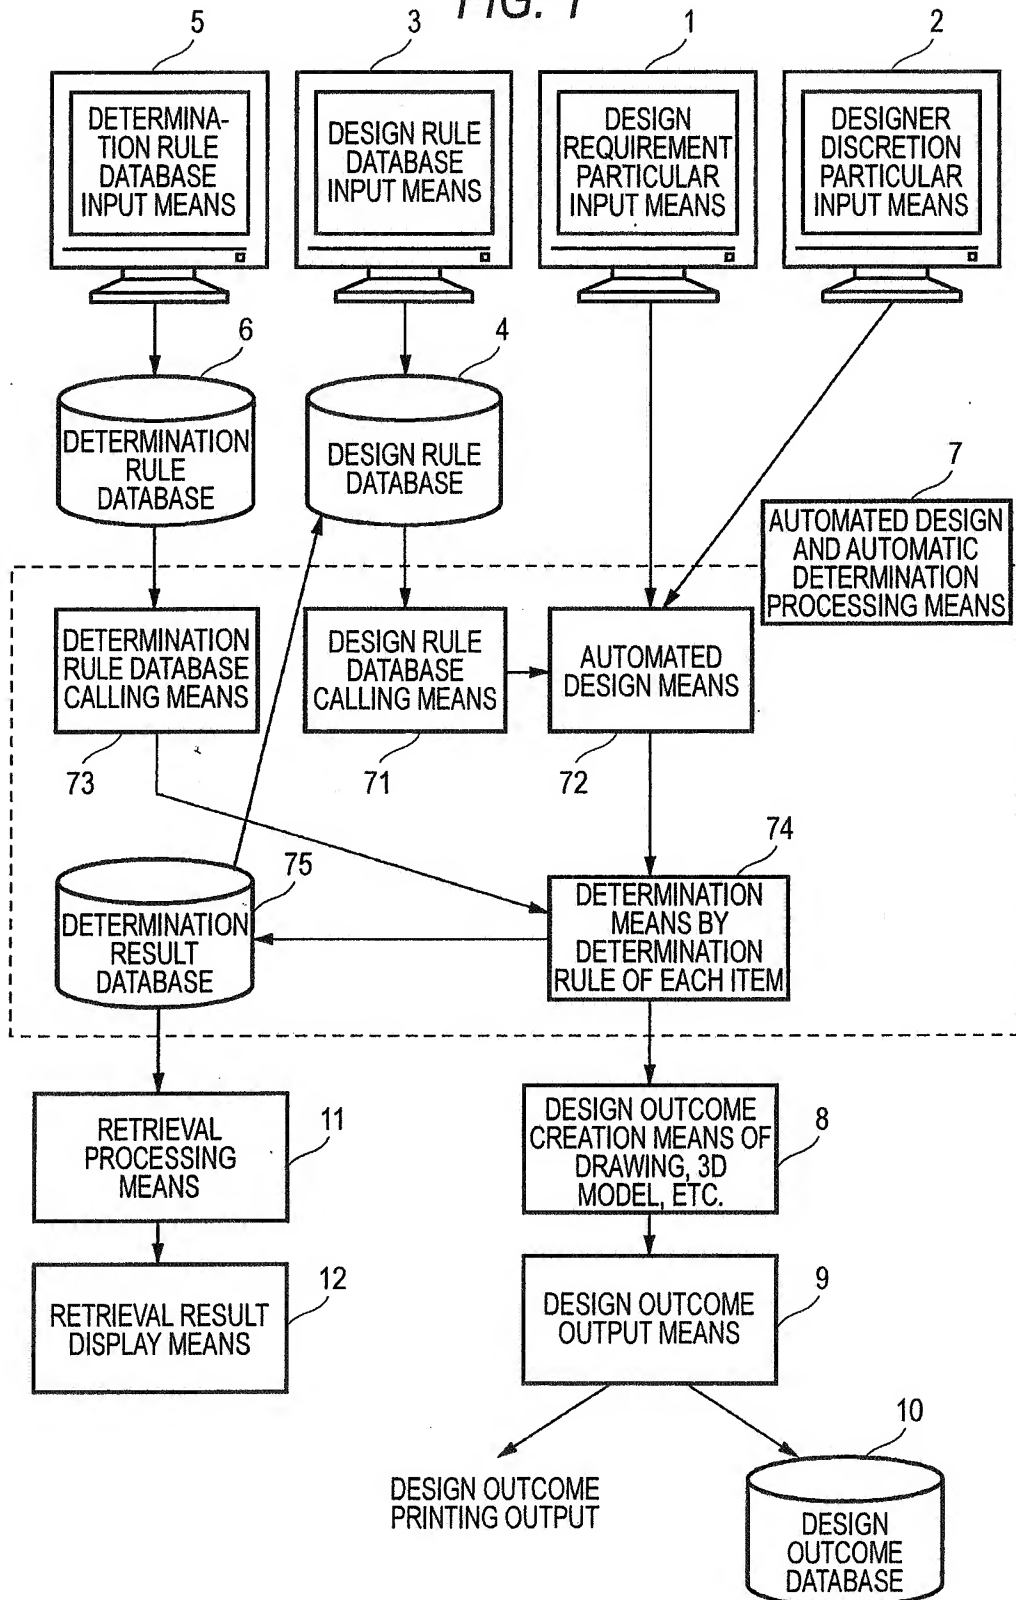 FIG. 1
5
3
1
2
DETERMINA-
TION RULE
DATABASE
INPUT MEANS
DESIGN RULE
DATABASE
INPUT MEANS
DESIGN
REQUIREMENT
PARTICULAR
INPUT MEANS
DESIGNER
DISCRETION
PARTICULAR
INPUT MEANS
6
4
DETERMINATION
RULE
DATABASE
DESIGN RULE
DATABASE
7
AUTOMATED DESIGN
AND AUTOMATIC
DETERMINATION
PROCESSING MEANS
DETERMINATION
RULE DATABASE
CALLING MEANS
DESIGN RULE
DATABASE
CALLING MEANS
AUTOMATED
DESIGN MEANS
73
71
72
74
75
DETERMINATION
RESULT
DATABASE
DETERMINATION
MEANS BY
DETERMINATION
RULE OF EACH ITEM
RETRIEVAL
PROCESSING
MEANS
11
DESIGN OUTCOME
CREATION MEANS OF
DRAWING, 3D
MODEL, ETC.
8
RETRIEVAL RESULT
DISPLAY MEANS
12
DESIGN OUTCOME
OUTPUT MEANS
9
10
DESIGN OUTCOME
PRINTING OUTPUT
DESIGN
OUTCOME
DATABASE